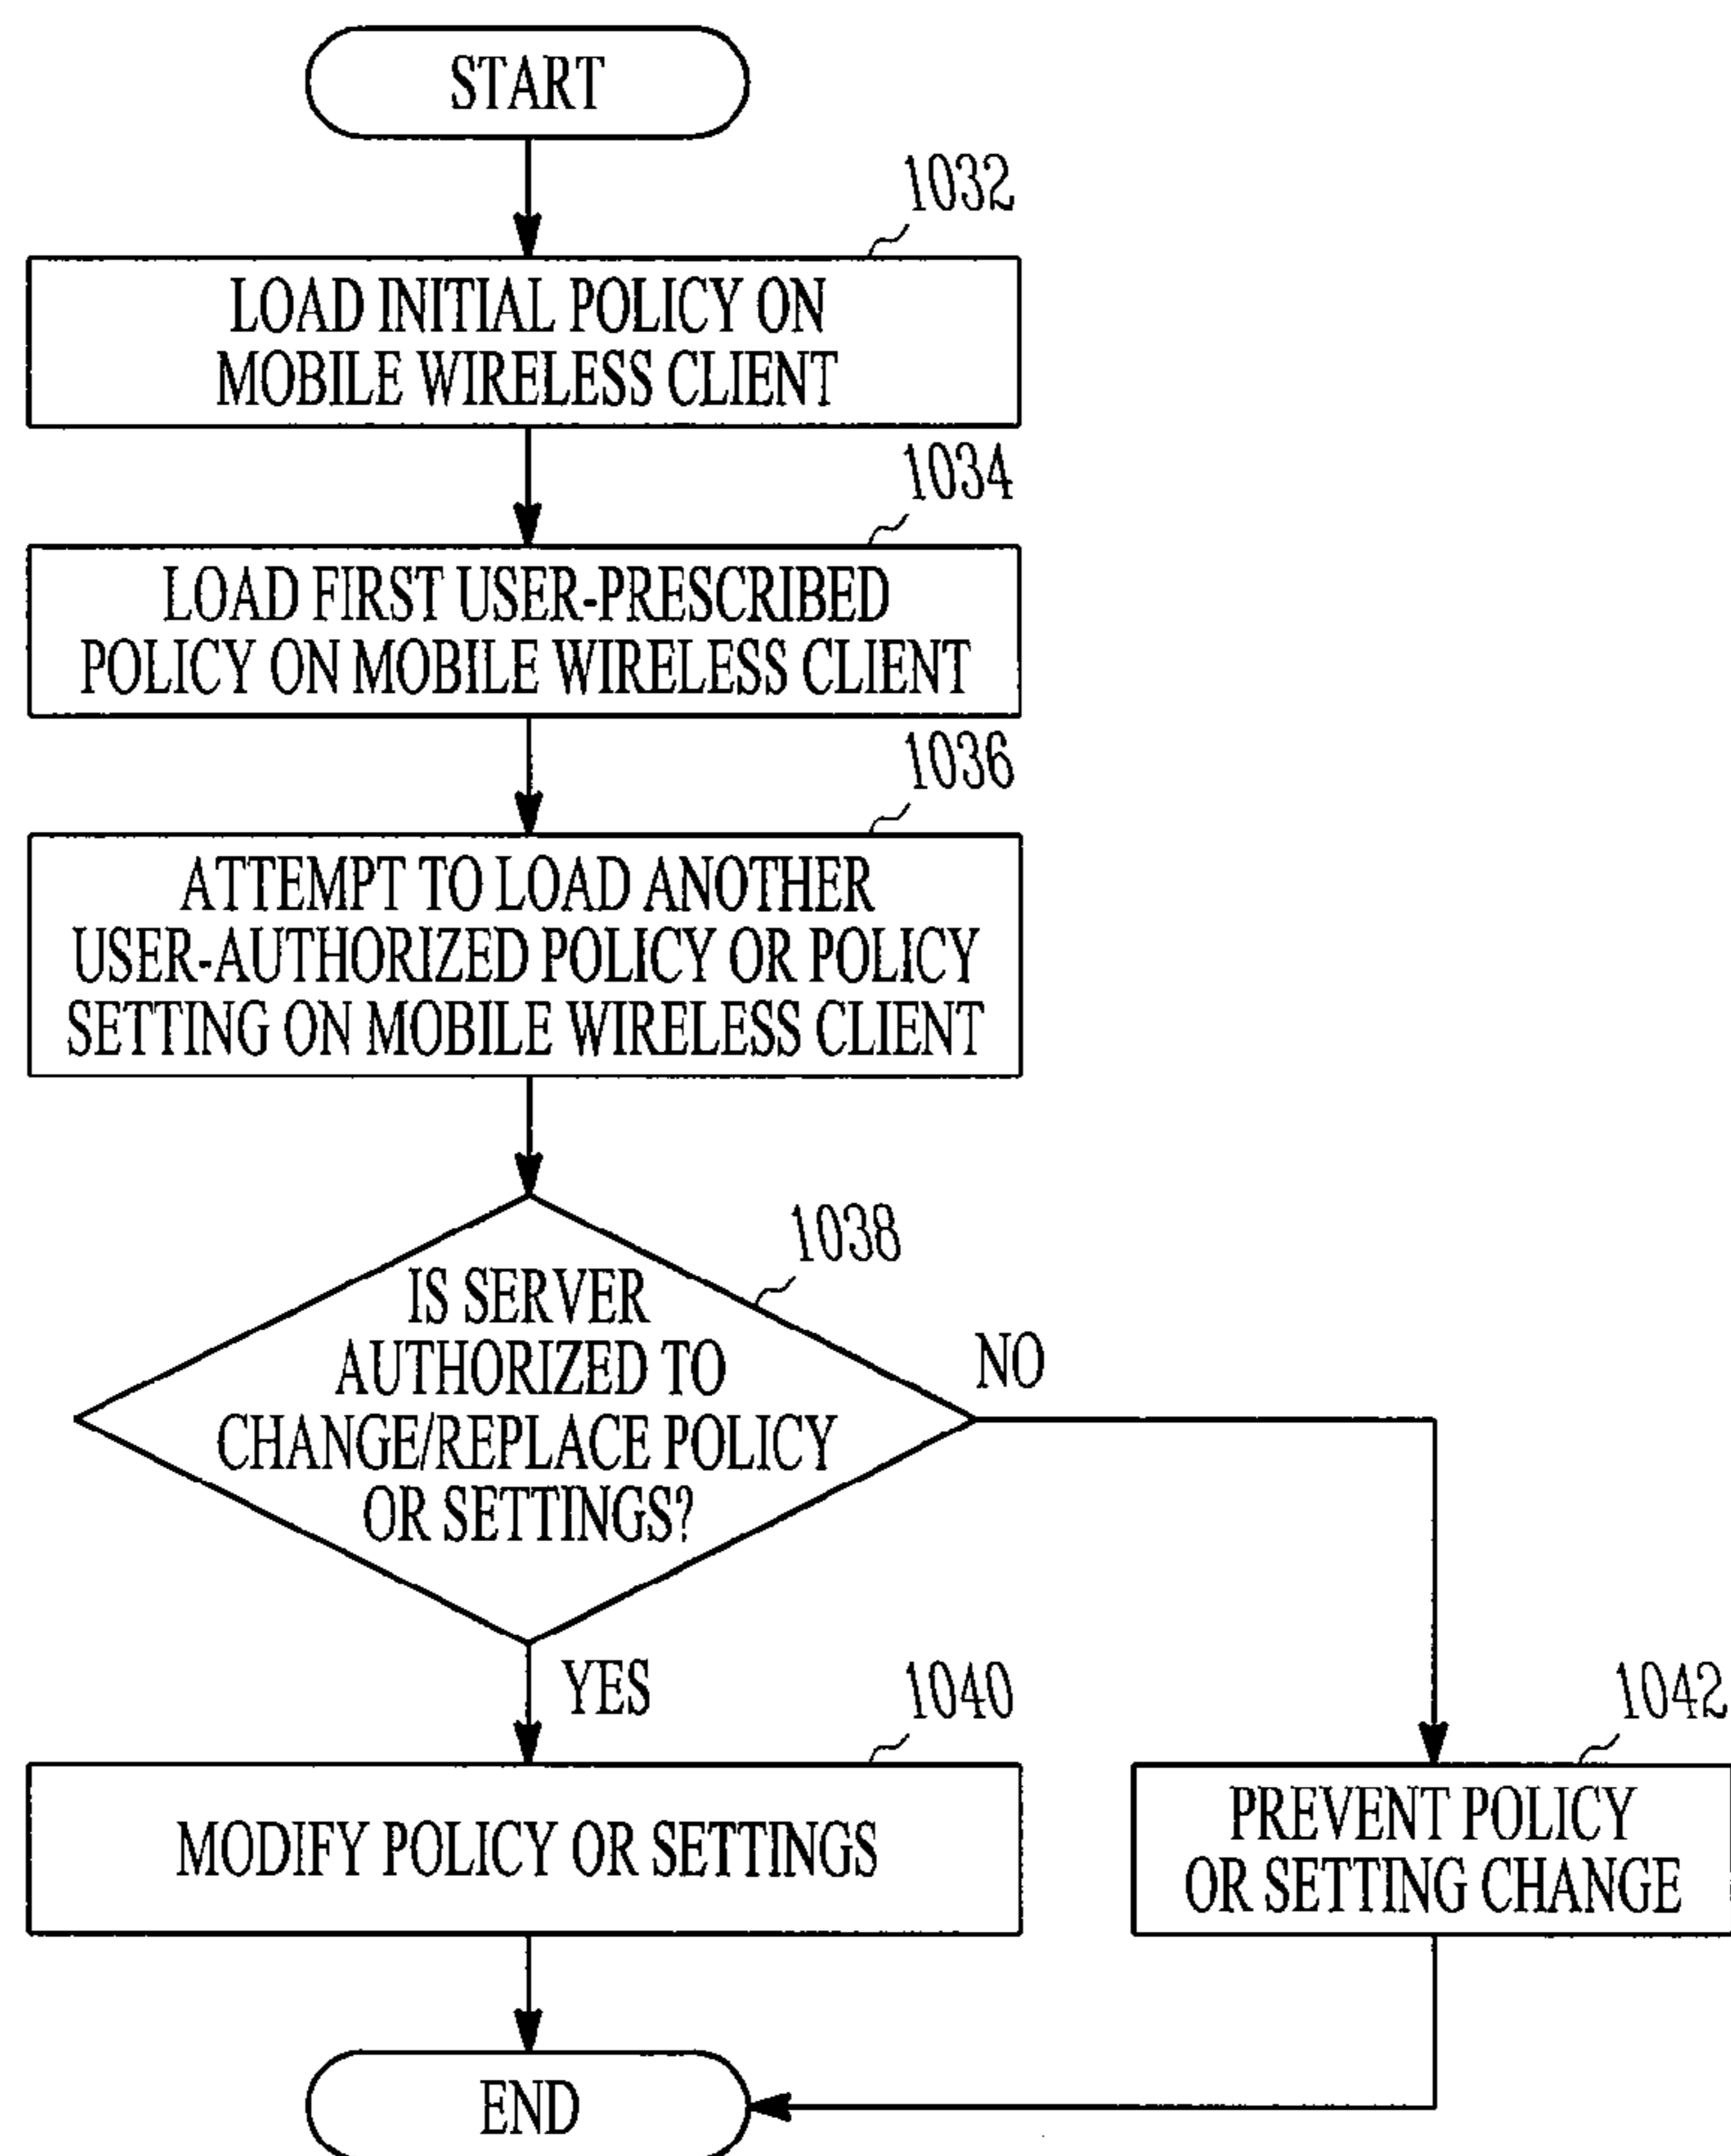 START
1032
LOAD INITIAL POLICY ON
MOBILE WIRELESS CLIENT
1034
LOAD FIRST USER-PRESCRIBED
POLICY ON MOBILE WIRELESS CLIENT
1036
ATTEMPT TO LOAD ANOTHER
USER-AUTHORIZED POLICY OR POLICY
SETTING ON MOBILE WIRELESS CLIENT
1038
IS SERVER
AUTHORIZED TO
CHANGE/REPLACE POLICY
OR SETTINGS?
NO
YES
1040
MODIFY POLICY OR SETTINGS
1042
PREVENT POLICY
OR SETTING CHANGE
END